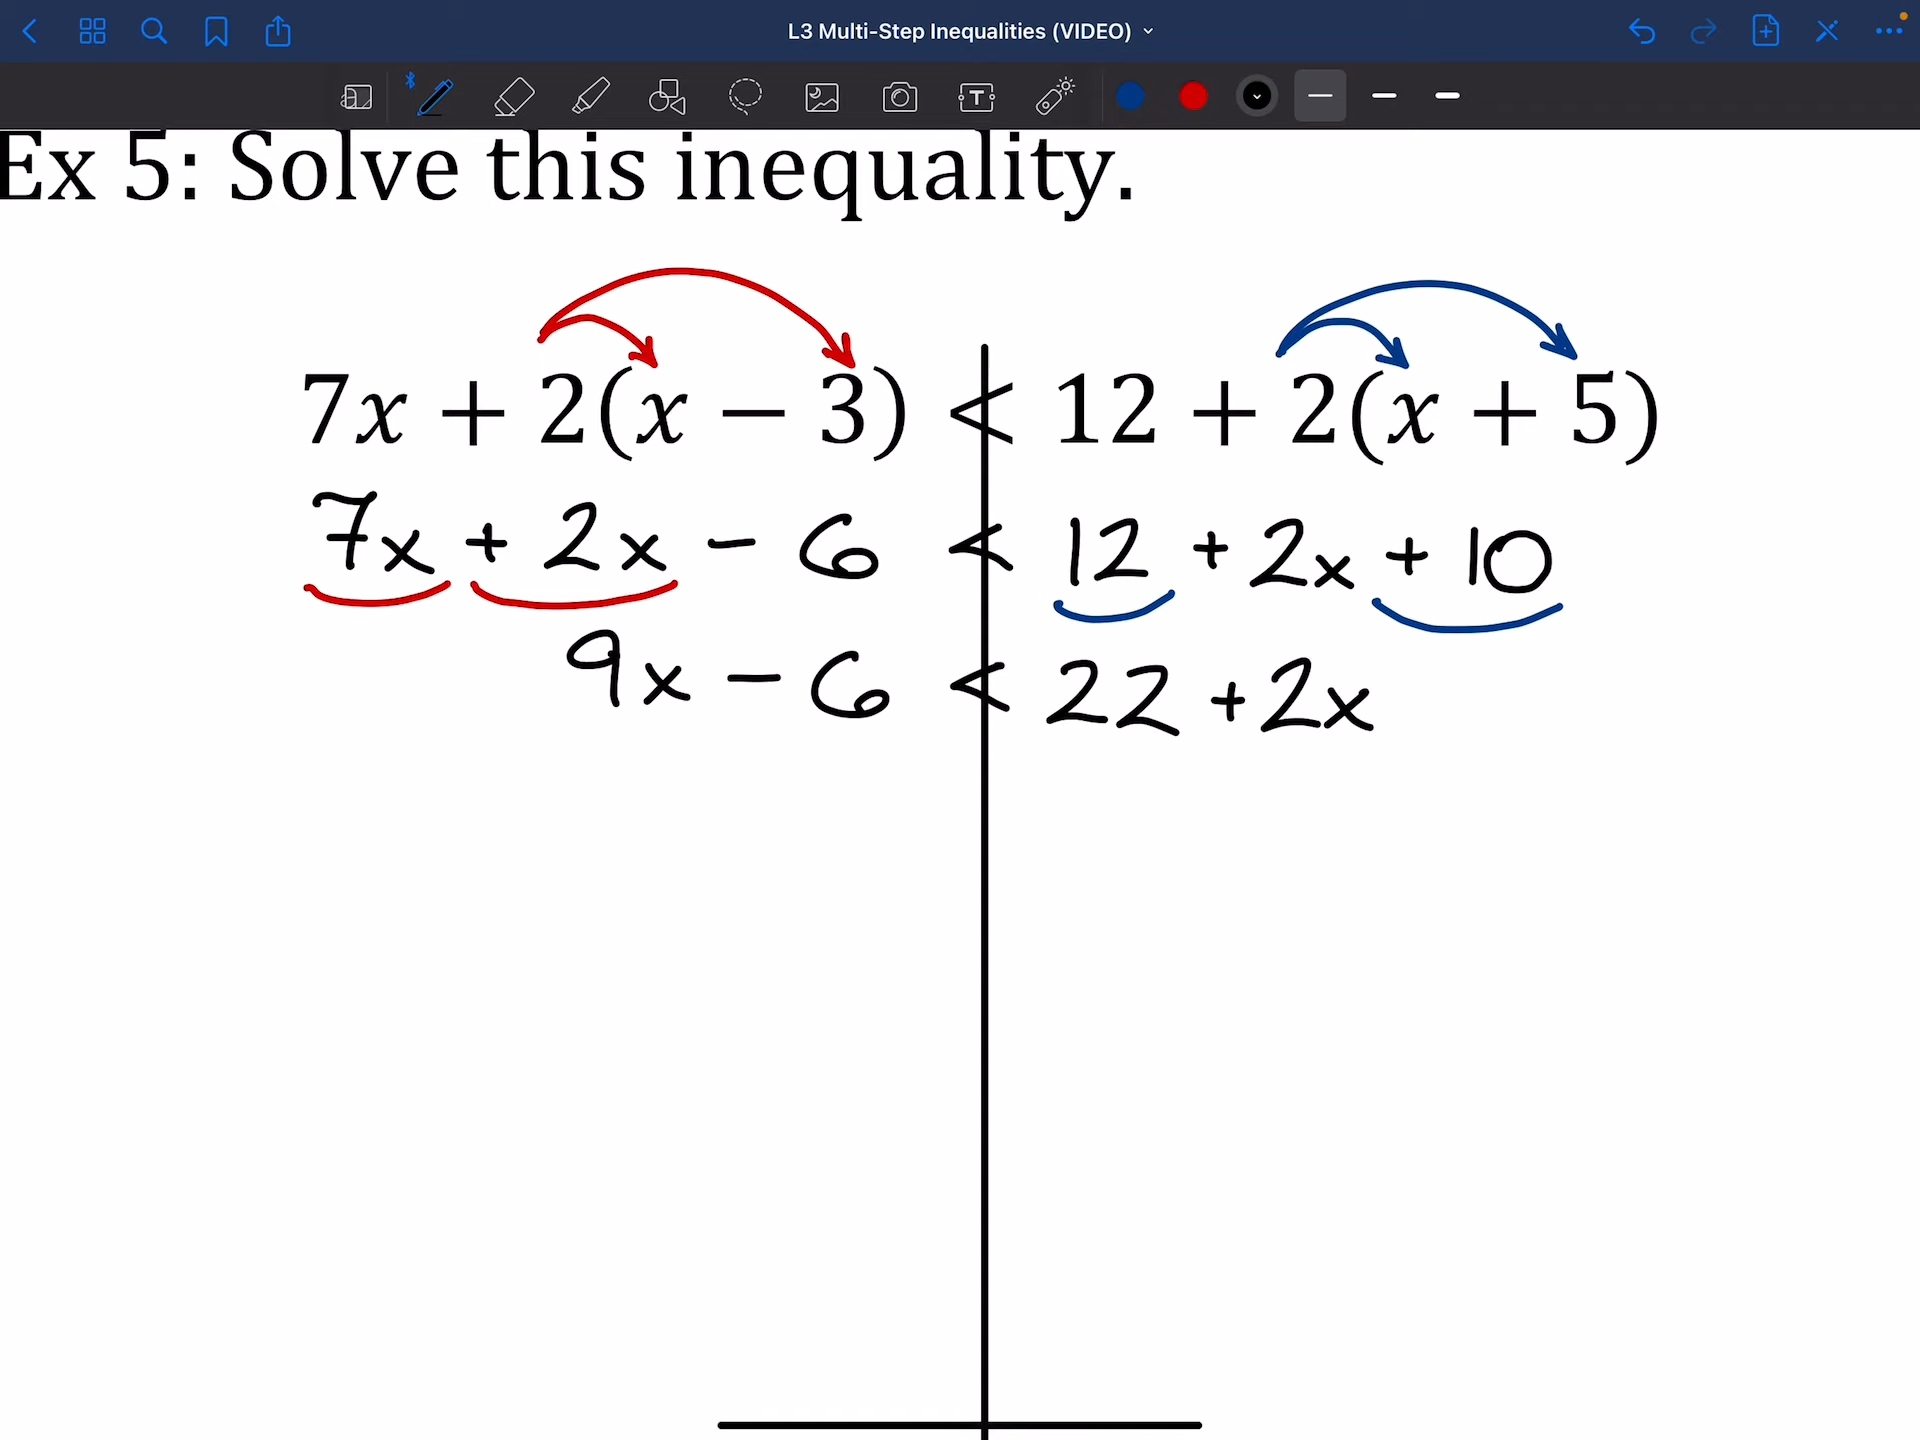 L3 Multi-Step Inequalities (VIDEO)
Ex 5: Solve this inequality.
7x + 2(x − 3) < 12 + 2(x + 5)
7x + 2x - 6 < 12 + 2x + 10
9x - 6 < 22 + 2x